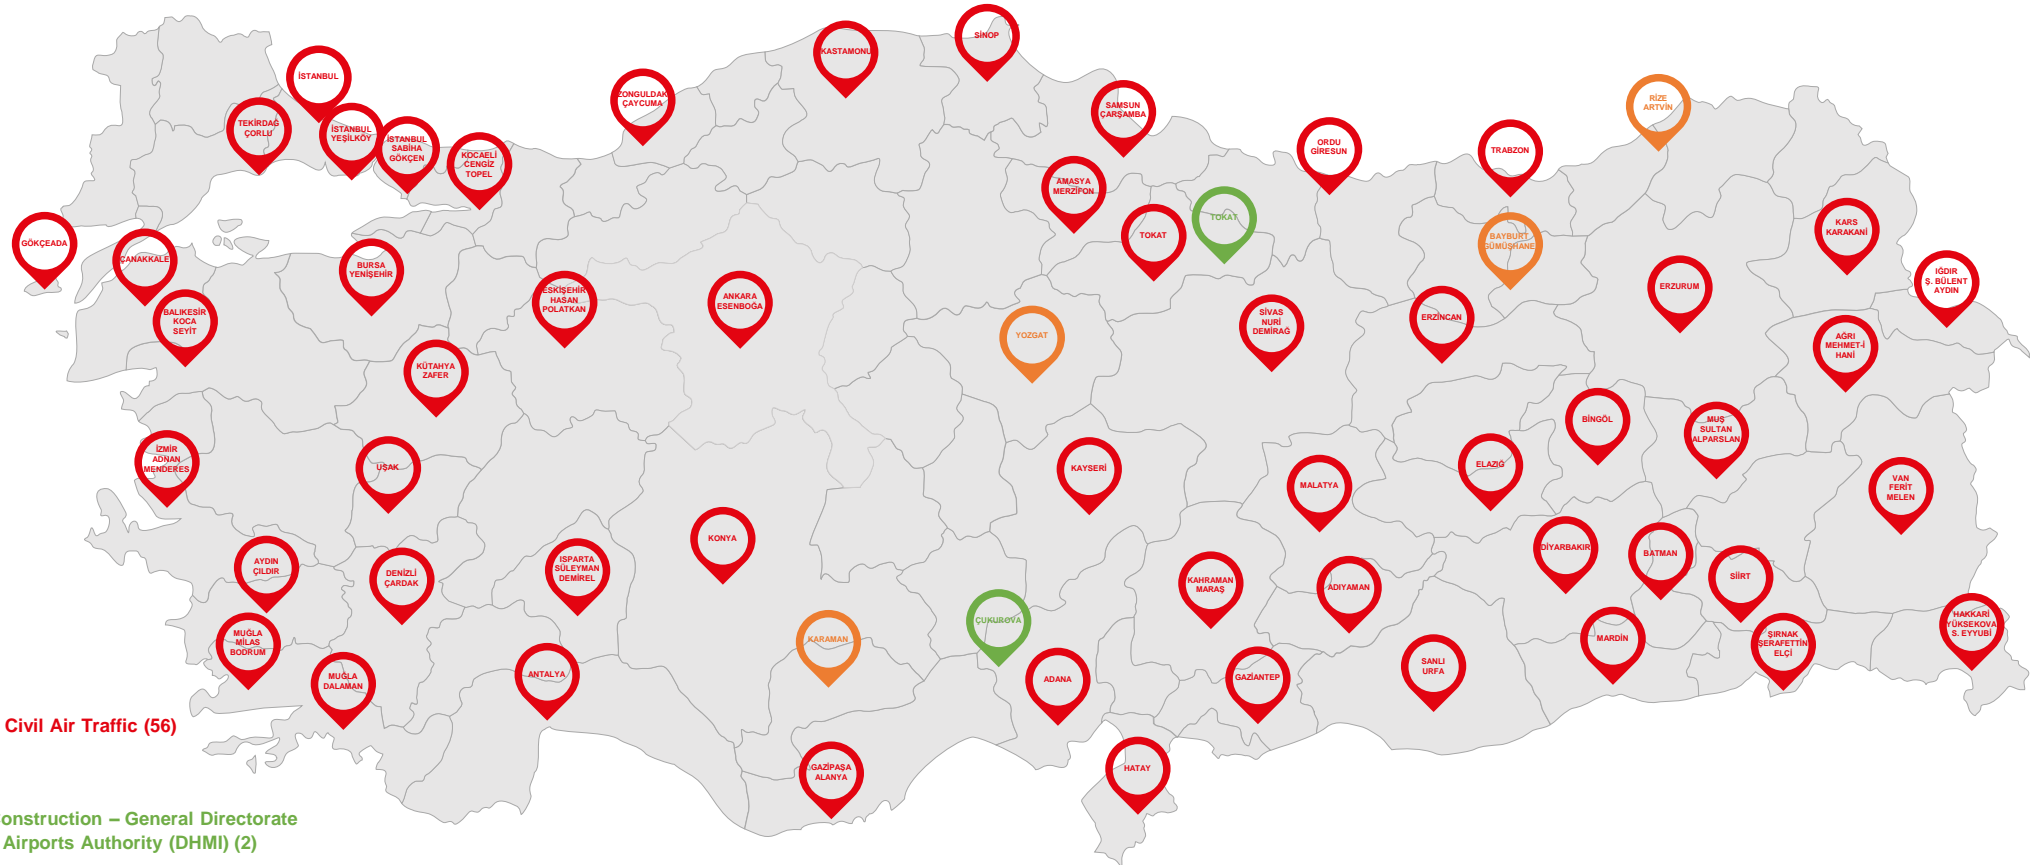 SİNOP
KASTAMONU
İSTANBUL
ZONGULDAK
ÇAYCUMA
RİZE
ARTVİN
SAMSUN
ÇARŞAMBA
TEKİRDAĞ
ÇORLU
İSTANBUL
YEŞİLKÖY
İSTANBUL
SABİHA
GÖKÇEN
KOCAELİ
CENGİZ
TOPEL
ORDU
GİRESUN
TRABZON
AMASYA
MERZİFON
TOKAT
TOKAT
KARS
KARAKANİ
GÖKÇEADA
ÇANAKKALE
BURSA
YENİŞEHİR
BAYBURT
GÜMÜŞHANE
IĞDIR
Ş. BÜLENT
AYDIN
ERZURUM
BALIKESİR
KOCA
SEYİT
ESKİŞEHİR
HASAN
POLATKAN
ANKARA
ESENBOĞA
SİVAS
NURİ
DEMİRAĞ
ERZİNCAN
YOZGAT
AĞRI
MEHMET-İ
HANİ
KÜTAHYA
ZAFER
BİNGÖL
MUŞ
SULTAN
ALPARSLAN
İZMİR
ADNAN
MENDERES
UŞAK
KAYSERİ
ELAZIĞ
MALATYA
VAN
FERİT
MELEN
KONYA
DİYARBAKIR
BATMAN
AYDIN
ÇILDIR
DENİZLİ
ÇARDAK
ISPARTA
SÜLEYMAN
DEMİREL
KAHRAMAN
MARAŞ
ADIYAMAN
SİİRT
ÇUKUROVA
HAKKARİ
YÜKSEKOVA
S. EYYUBİ
MUĞLA
MİLAS
BODRUM
KARAMAN
MARDİN
ŞIRNAK
ŞERAFETTİN
ELÇİ
MUĞLA
DALAMAN
ANTALYA
ADANA
GAZİANTEP
SANLI
URFA
Civil Air Traffic (56)
GAZİPAŞA
ALANYA
HATAY
onstruction – General Directorate
Airports Authority (DHMI) (2)